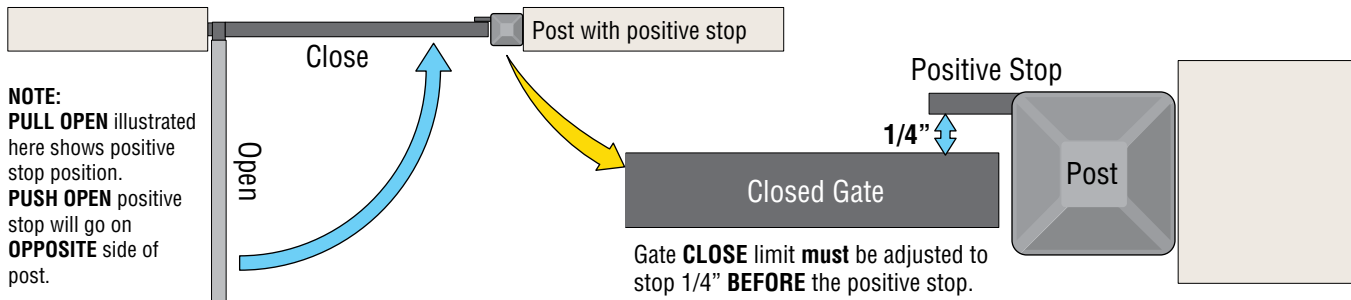 Post with positive stop
Close
Positive Stop
NOTE:
PULL OPEN illustrated
here shows positive
stop position.
PUSH OPEN positive
stop will go on
OPPOSITE side of
post.
Open
1/4”
Closed Gate
Post
Gate CLOSE limit must be adjusted to
stop 1/4” BEFORE the positive stop.